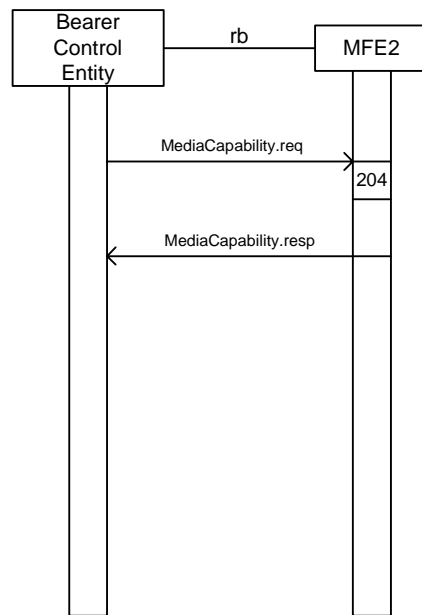 Bearer
Control
Entity
rb
MFE2
MediaCapability.req
204
MediaCapability.resp